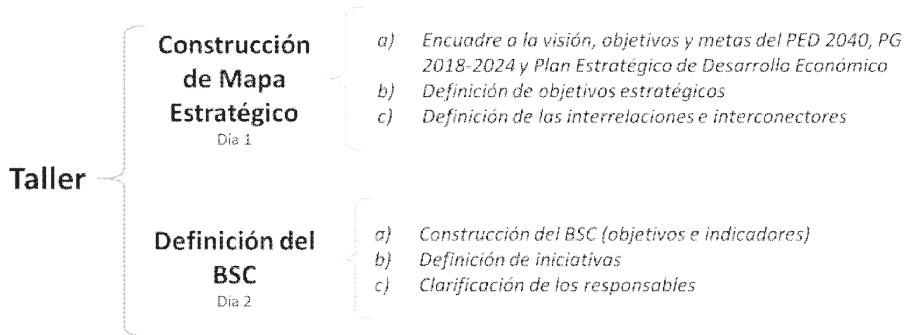 Taller
Construcción
de Mapa
Estratégico
Día 1
a) Encuadre a la visión, objetivos y metas del PED 2040, PG
2018-2024 y Plan Estratégico de Desarrollo Económico
b) Definición de objetivos estratégicos
c) Definición de las interrelaciones e interconectores
Definición del
BSC
Día 2
a) Construcción del BSC (objetivos e indicadores)
b) Definición de iniciativas
c) Clarificación de los responsables